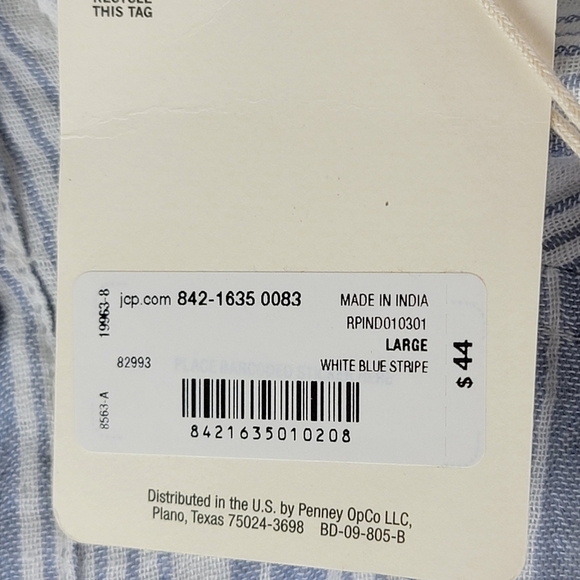 RECYCLE
THIS TAG
19963-8
jcp.com 842-1635 0083
MADE IN INDIA
RPIND010301
LARGE
82993
WHITE BLUE STRIPE
$ 44
8563-A
8421635010208
Distributed in the U.S. by Penney OpCo LLC,
Plano, Texas 75024-3698 BD-09-805-B